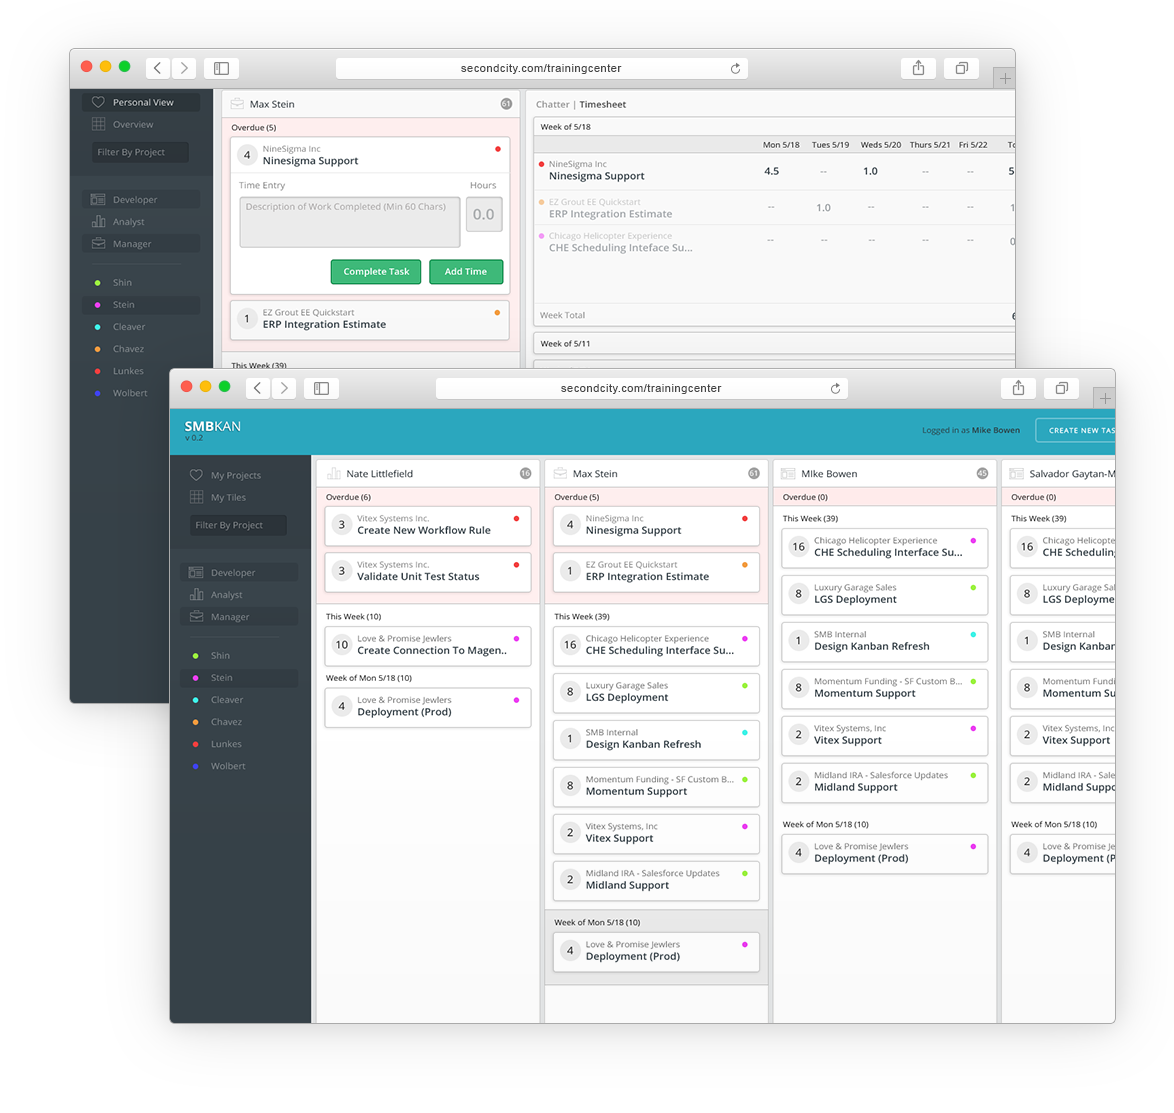 secondcity.com/trainingcenter
Personal View
Overview
Filter By Project
Developer
Analyst
Manager
Shin
Stein
Cleaver
Chavez
Lunkes
Wolbert
Max Stein
61
Overdue (5)
4
NineSigma Inc
Ninesigma Support
Time Entry
Hours
Description of Work Completed (Min 60 Chars)
0.0
Complete Task
Add Time
1
EZ Grout EE Quickstart
ERP Integration Estimate
This Week (39)
Chatter | Timesheet
Week of 5/18
Mon 5/18 Tues 5/19 Weds 5/20 Thurs 5/21 Fri 5/22
NineSigma Inc
Ninesigma Support
4.5 -- 1.0 -- --
EZ Grout EE Quickstart
ERP Integration Estimate
-- 1.0 -- -- --
Chicago Helicopter Experience
CHE Scheduling Inteface Su...
-- -- -- -- --
Week Total
Week of 5/11
secondcity.com/trainingcenter
SMBKAN
v 0.2
Logged in as Mike Bowen
CREATE NEW TAS
My Projects
My Tiles
Filter By Project
Developer
Analyst
Manager
Shin
Stein
Cleaver
Chavez
Lunkes
Wolbert
Nate Littlefield
16
Overdue (6)
3
Vitex Systems Inc.
Create New Workflow Rule
3
Vitex Systems Inc.
Validate Unit Test Status
This Week (10)
10
Love & Promise Jewlers
Create Connection To Magen..
Week of Mon 5/18 (10)
4
Love & Promise Jewlers
Deployment (Prod)
Max Stein
61
Overdue (5)
4
NineSigma Inc
Ninesigma Support
1
EZ Grout EE Quickstart
ERP Integration Estimate
This Week (39)
16
Chicago Helicopter Experience
CHE Scheduling Interface Su...
8
Luxury Garage Sales
LGS Deployment
1
SMB Internal
Design Kanban Refresh
8
Momentum Funding - SF Custom B...
Momentum Support
2
Vitex Systems, Inc
Vitex Support
2
Midland IRA - Salesforce Updates
Midland Support
Week of Mon 5/18 (10)
4
Love & Promise Jewlers
Deployment (Prod)
MIke Bowen
45
Overdue (0)
This Week (39)
16
Chicago Helicopter Experience
CHE Scheduling Interface Su...
8
Luxury Garage Sales
LGS Deployment
1
SMB Internal
Design Kanban Refresh
8
Momentum Funding - SF Custom B...
Momentum Support
2
Vitex Systems, Inc
Vitex Support
2
Midland IRA - Salesforce Updates
Midland Support
Week of Mon 5/18 (10)
4
Love & Promise Jewlers
Deployment (Prod)
Salvador Gaytan-M
Overdue (0)
This Week (39)
16
Chicago Helicopte
CHE Scheduling
8
Luxury Garage Sal
LGS Deployme
1
SMB Internal
Design Kanban
8
Momentum Fundi
Momentum Su
2
Vitex Systems, Inc
Vitex Support
2
Midland IRA - Sale
Midland Suppo
Week of Mon 5/18 (10)
4
Love & Promise Je
Deployment (P